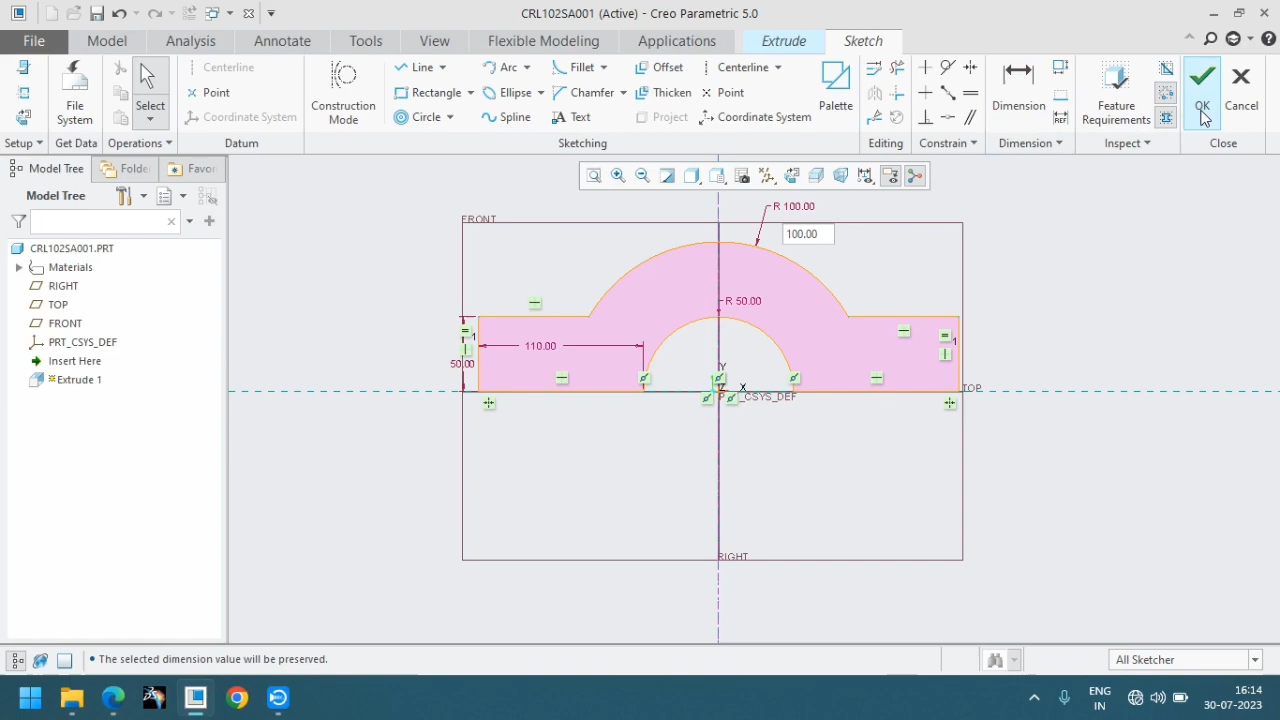 CRL102SA001 (Active) - Creo Parametric 5.0
File
Model
Analysis
Annotate
Tools
View
Flexible Modeling
Applications
Extrude
Sketch
File
System
Select
Centerline
Point
Coordinate System
Construction
Mode
Line
Rectangle
Circle
Arc
Ellipse
Spline
Fillet
Chamfer
Text
Offset
Thicken
Project
Centerline
Point
Coordinate System
Palette
Dimension
REF
Feature
Requirements
OK
Cancel
Setup
Get Data
Operations
Datum
Sketching
Editing
Constrain
Dimension
Inspect
Close
Model Tree
Folde
Favor
Model Tree
CRL102SA001.PRT
Materials
RIGHT
TOP
FRONT
PRT_CSYS_DEF
Insert Here
Extrude 1
FRONT
R 100.00
100.00
R 50.00
110.00
50.00
1
1
Y
X
TOP
P
_CSYS_DEF
RIGHT
• The selected dimension value will be preserved.
All Sketcher
ENG
IN
16:14
30-07-2023